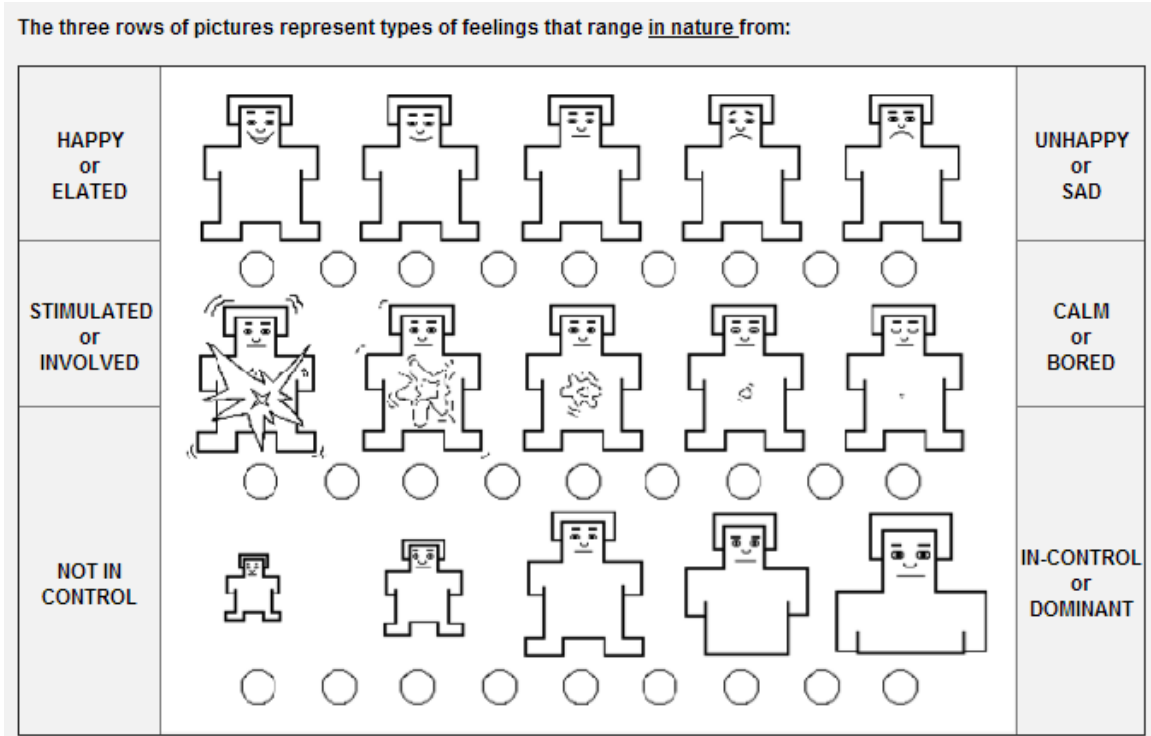 The three rows of pictures represent types of feelings that range in nature from:
HAPPY
or
ELATED
UNHAPPY
or
SAD
STIMULATED
or
INVOLVED
CALM
or
BORED
NOT IN
CONTROL
IN-CONTROL
or
DOMINANT